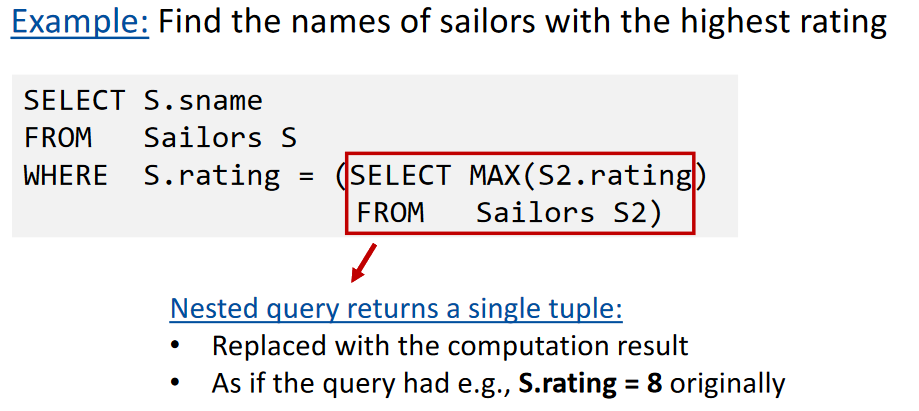 Example: Find the names of sailors with the highest rating
SELECT S.sname
FROM Sailors S
WHERE S.rating = (SELECT MAX(S2.rating)
FROM Sailors S2)
Nested query returns a single tuple:
• Replaced with the computation result
• As if the query had e.g., S.rating = 8 originally